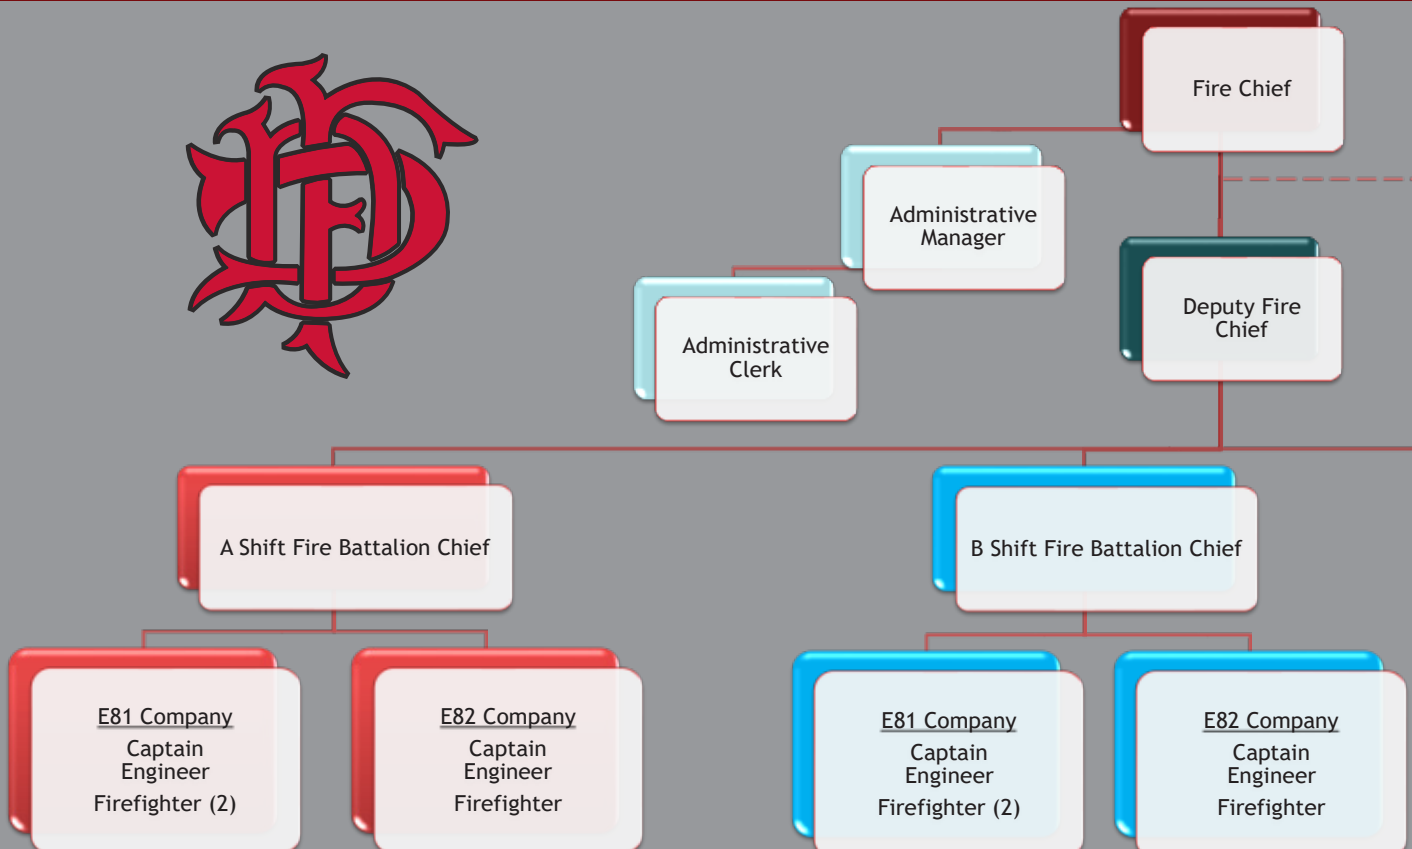 Fire Chief
Administrative
Manager
Deputy Fire
Chief
Administrative
Clerk
A Shift Fire Battalion Chief
B Shift Fire Battalion Chief
E81 Company
Captain
Engineer
Firefighter (2)
E82 Company
Captain
Engineer
Firefighter
E81 Company
Captain
Engineer
Firefighter (2)
E82 Company
Captain
Engineer
Firefighter